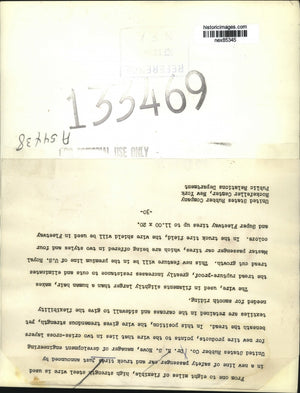 historicimages.com
nex85345
REFERENCE
133469
USE ONLY
From one to eight miles of flexible, high strength steel wire is used
in a new line of safety passenger car and truck tires just announced by
United States Rubber Co. Dr. manager of development engineering
for new products, points to the wire that lies in two criss-cross layers
beneath the tread. In this position, the wire gives tremendous strength, yet
textiles are retained in the carcass and sidewall to give the flexibility
needed for smooth riding.
The wire, used in filaments slightly larger than a human hair, makes
the tread rupture-proof, greatly increases resistance to cuts and eliminates
tread cut growth. This new feature will be in the premium line of U.S. Royal
Master passenger car tires, which are being offered in two styles and four
colors. In the truck tire field, the wire shield will be used in Fleetway
and Super Fleetway tires up to 11.00 x 20.
-30-
United States Rubber Company
Rockefeller Center, New York
Public Relations Department